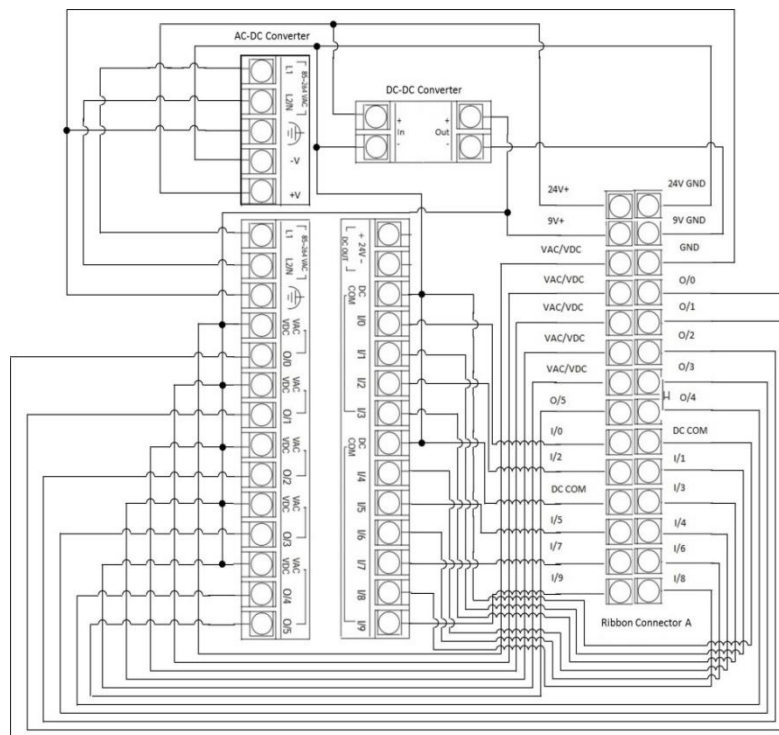 AC-DC Converter
L1
85–264 VAC
L2/N
-V
+V
DC-DC Converter
+ +
In Out
- -
L1
85–264 VAC
L2/N
VAC
VDC
O/0
VAC
VDC
O/1
VAC
VDC
O/2
VAC
VDC
O/3
VAC
VDC
O/4
O/5
+ 24V -
DC OUT
DC
COM
I/0
I/1
I/2
I/3
DC
COM
I/4
I/5
I/6
I/7
I/8
I/9
24V+ 24V GND
9V+ 9V GND
VAC/VDC GND
VAC/VDC O/0
VAC/VDC O/1
VAC/VDC O/2
VAC/VDC O/3
O/5 O/4
I/0 DC COM
I/2 I/1
DC COM I/3
I/5 I/4
I/7 I/6
I/9 I/8
Ribbon Connector A